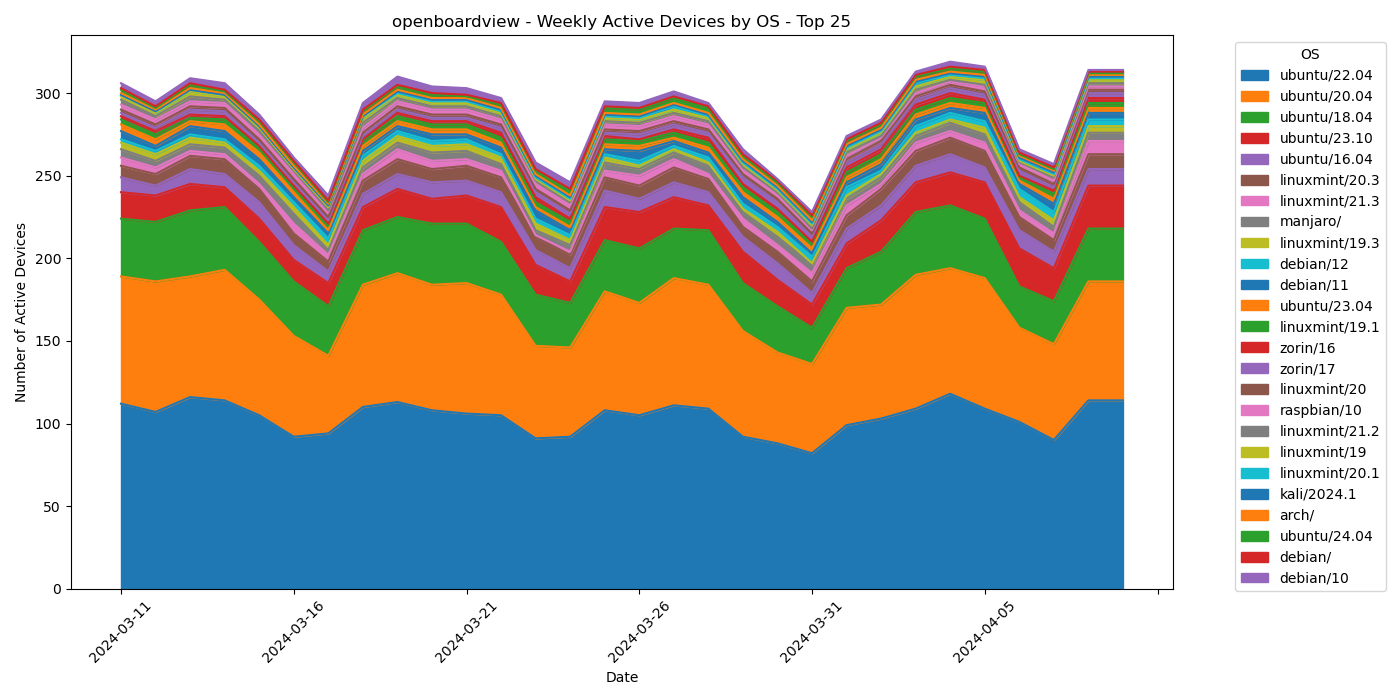 openboardview - Weekly Active Devices by OS - Top 25
Number of Active Devices
300
250
200
150
100
50
0
2024-03-11
2024-03-16
2024-03-21
2024-03-26
2024-03-31
2024-04-05
Date
OS
ubuntu/22.04
ubuntu/20.04
ubuntu/18.04
ubuntu/23.10
ubuntu/16.04
linuxmint/20.3
linuxmint/21.3
manjaro/
linuxmint/19.3
debian/12
debian/11
ubuntu/23.04
linuxmint/19.1
zorin/16
zorin/17
linuxmint/20
raspbian/10
linuxmint/21.2
linuxmint/19
linuxmint/20.1
kali/2024.1
arch/
ubuntu/24.04
debian/
debian/10